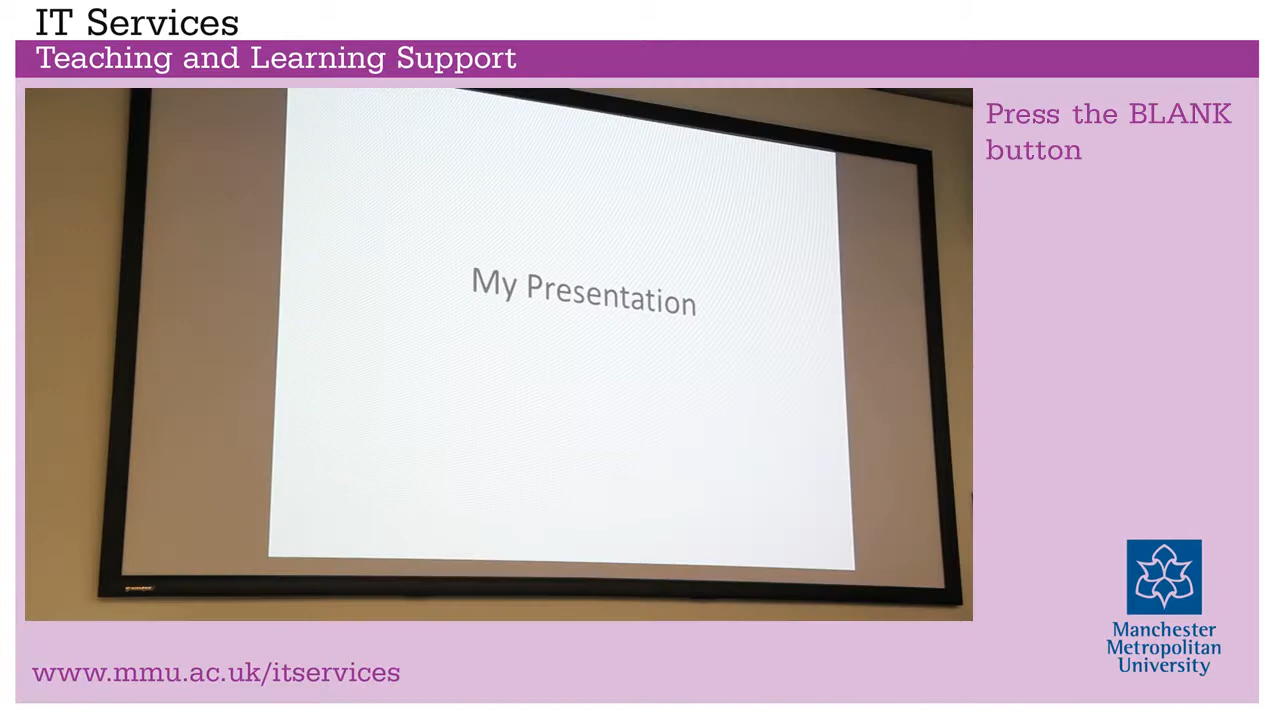 IT Services
Teaching and Learning Support
Press the BLANK
button
My Presentation
www.mmu.ac.uk/itservices
Manchester
Metropolitan
University